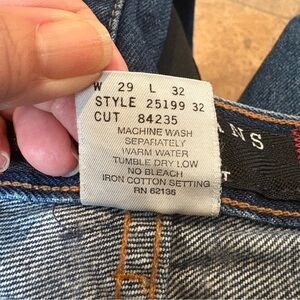 W 29 L 32
STYLE 25199 32
CUT 84235
MACHINE WASH
SEPARATELY
WARM WATER
TUMBLE DRY LOW
NO BLEACH
IRON COTTON SETTING
RN 62136
ANS